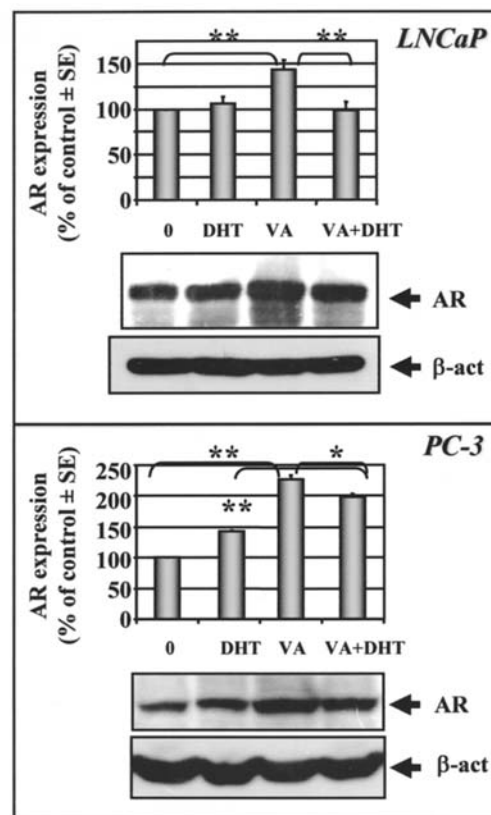 LNCaP
** **
150
100
50
0
AR expression
(% of control ± SE)
0 DHT VA VA+DHT
AR
β-act
PC-3
** *
**
250
200
150
100
50
0
AR expression
(% of control ± SE)
0 DHT VA VA+DHT
AR
β-act